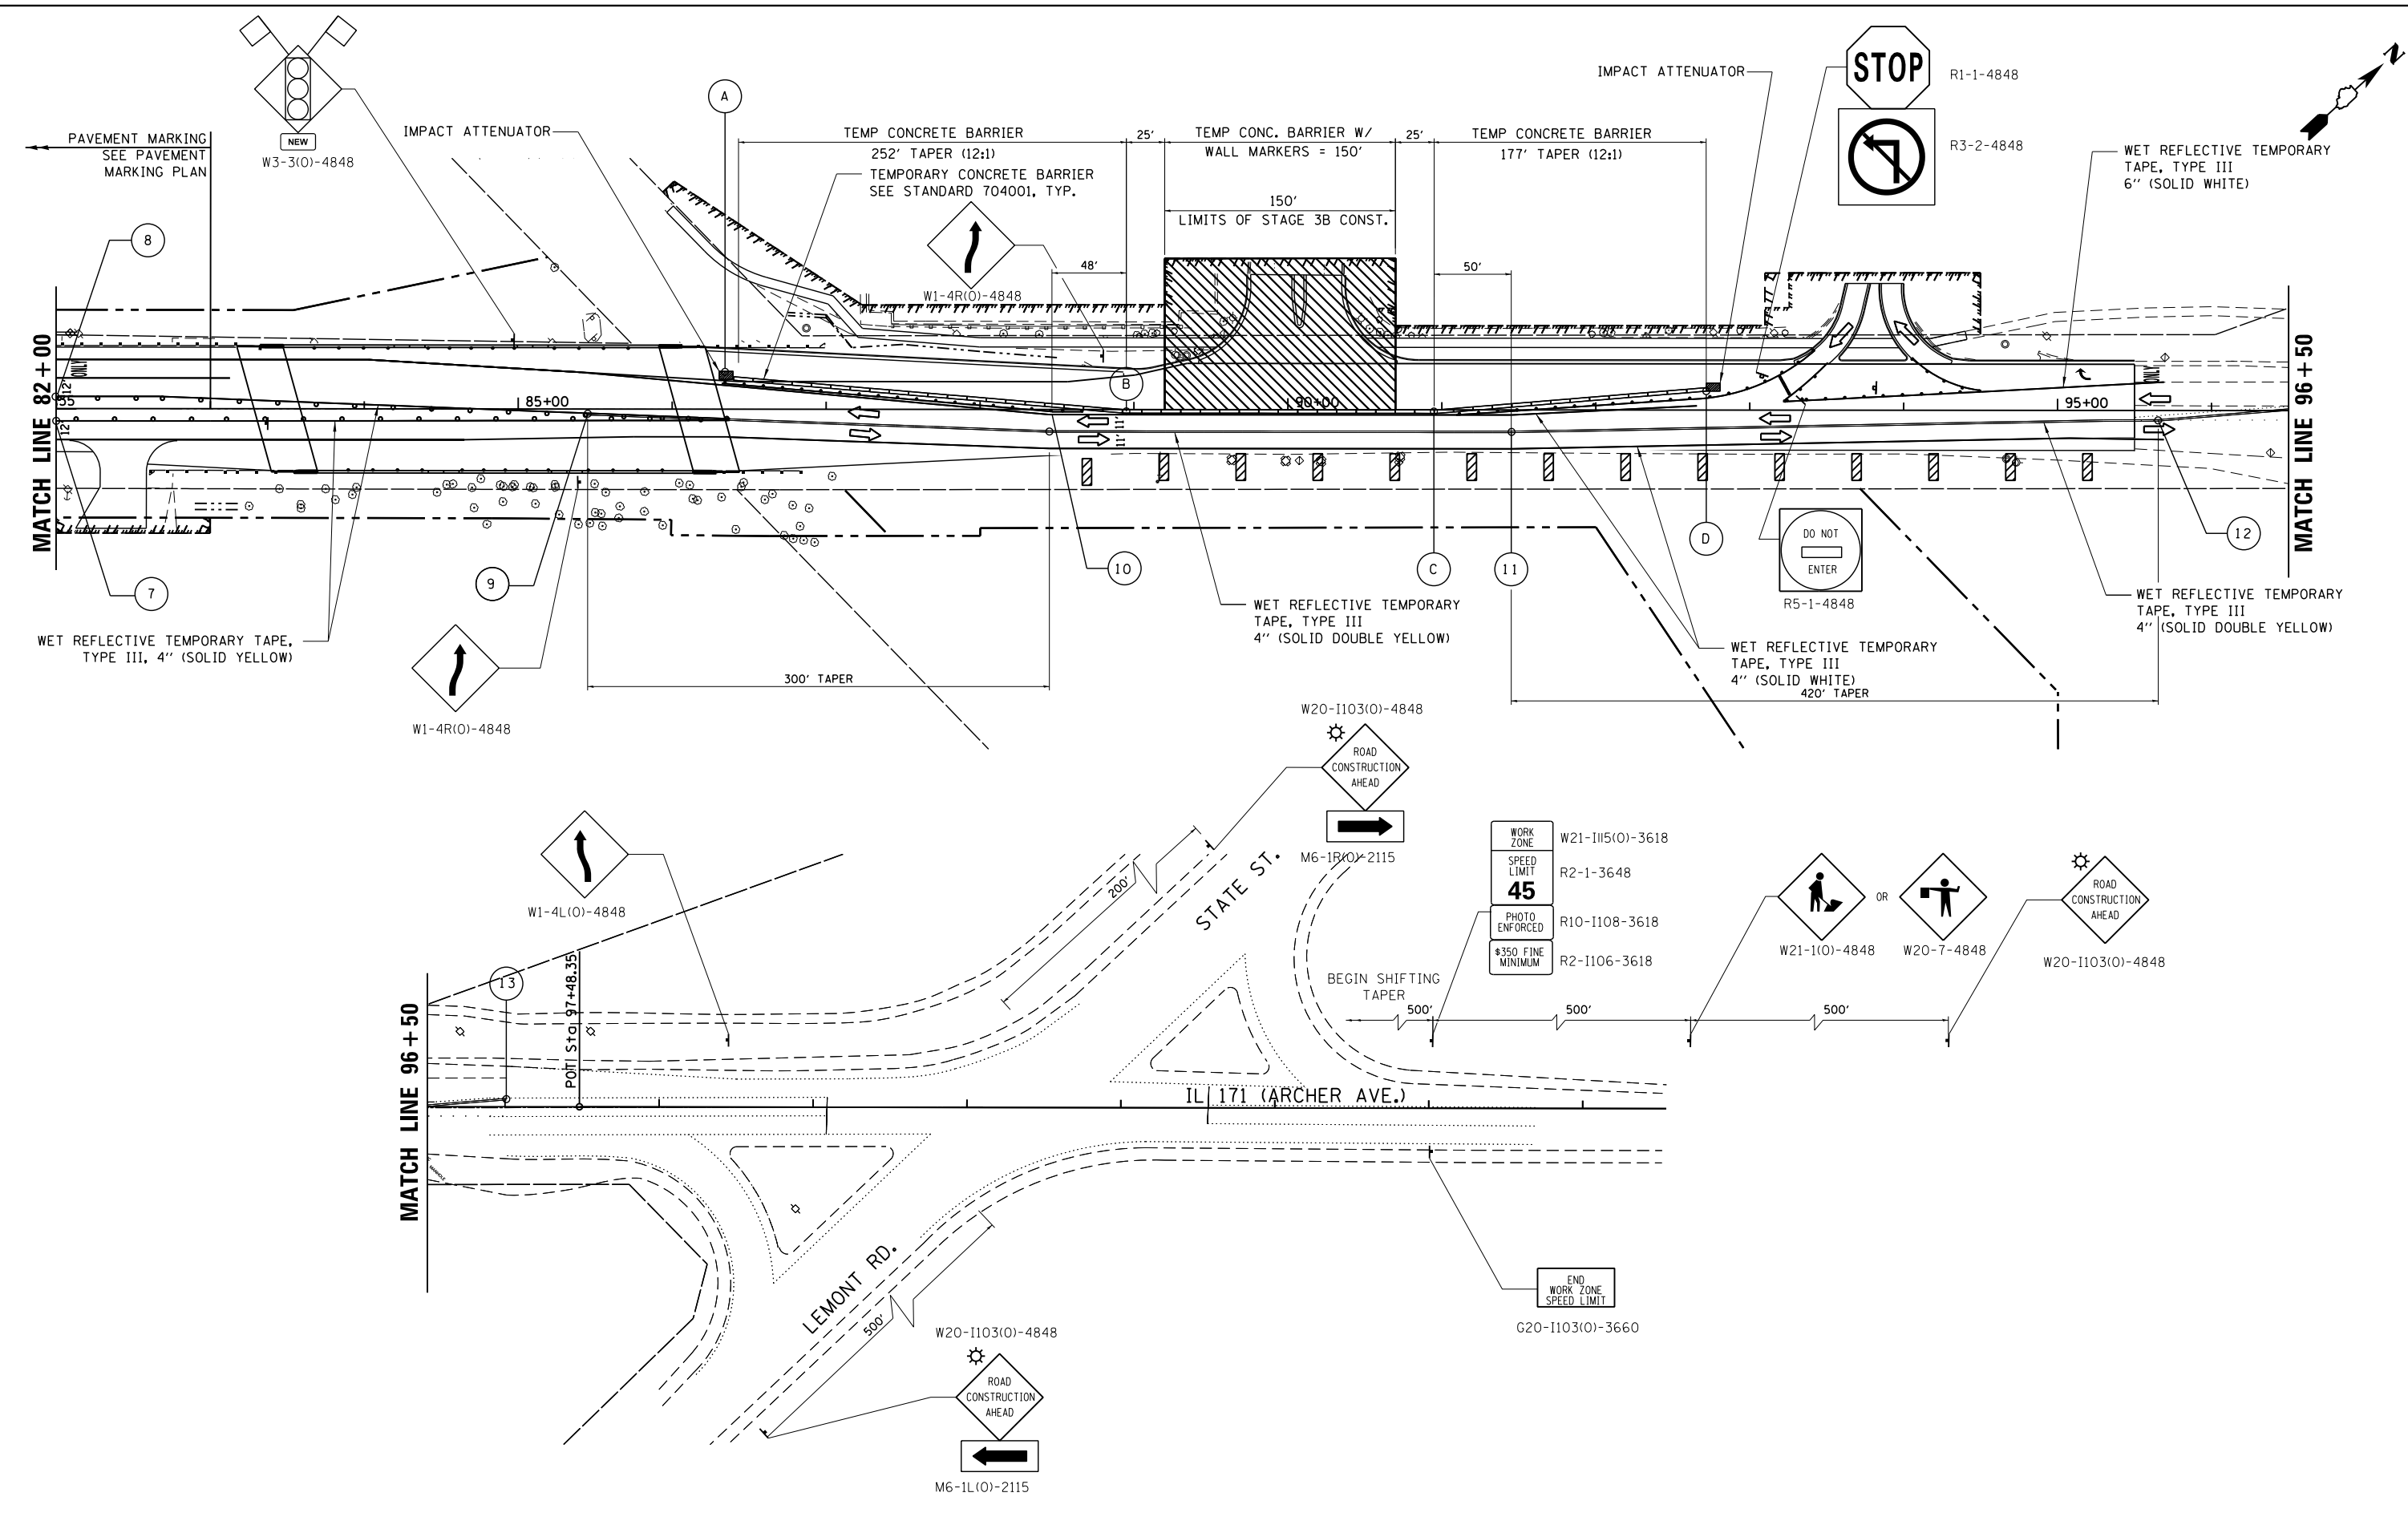 NEW
W3-3(O)-4848
PAVEMENT MARKING
SEE PAVEMENT
MARKING PLAN
IMPACT ATTENUATOR
A
TEMP CONCRETE BARRIER
252' TAPER (12:1)
TEMPORARY CONCRETE BARRIER
SEE STANDARD 704001, TYP.
25'
TEMP CONC. BARRIER W/
WALL MARKERS = 150'
25'
TEMP CONCRETE BARRIER
177' TAPER (12:1)
150'
LIMITS OF STAGE 3B CONST.
IMPACT ATTENUATOR
STOP
R1-1-4848
R3-2-4848
WET REFLECTIVE TEMPORARY
TAPE, TYPE III
6" (SOLID WHITE)
N
W1-4R(O)-4848
48'
50'
8
MATCH LINE 82+00
ONLY
12'
12'
85+00
B
11'
11'
90+00
95+00
ONLY
MATCH LINE 96+50
7
9
10
C
11
D
12
DO NOT
ENTER
R5-1-4848
WET REFLECTIVE TEMPORARY TAPE,
TYPE III, 4" (SOLID YELLOW)
W1-4R(O)-4848
300' TAPER
WET REFLECTIVE TEMPORARY
TAPE, TYPE III
4" (SOLID DOUBLE YELLOW)
WET REFLECTIVE TEMPORARY
TAPE, TYPE III
4" (SOLID WHITE)
420' TAPER
WET REFLECTIVE TEMPORARY
TAPE, TYPE III
4" (SOLID DOUBLE YELLOW)
W20-I103(O)-4848
ROAD
CONSTRUCTION
AHEAD
M6-1R(O)-2115
W1-4L(O)-4848
200'
STATE ST.
WORK
ZONE
W21-I115(O)-3618
SPEED
LIMIT
45
R2-1-3648
PHOTO
ENFORCED
R10-I108-3618
$350 FINE
MINIMUM
R2-I106-3618
OR
W21-1(O)-4848
W20-7-4848
ROAD
CONSTRUCTION
AHEAD
W20-I103(O)-4848
BEGIN SHIFTING
TAPER
500'
500'
500'
MATCH LINE 96+50
13
POT Sta 97+48.35
IL 171 (ARCHER AVE.)
MANHOLE
LEMONT RD.
500'
END
WORK ZONE
SPEED LIMIT
G20-I103(O)-3660
W20-I103(O)-4848
ROAD
CONSTRUCTION
AHEAD
M6-1L(O)-2115